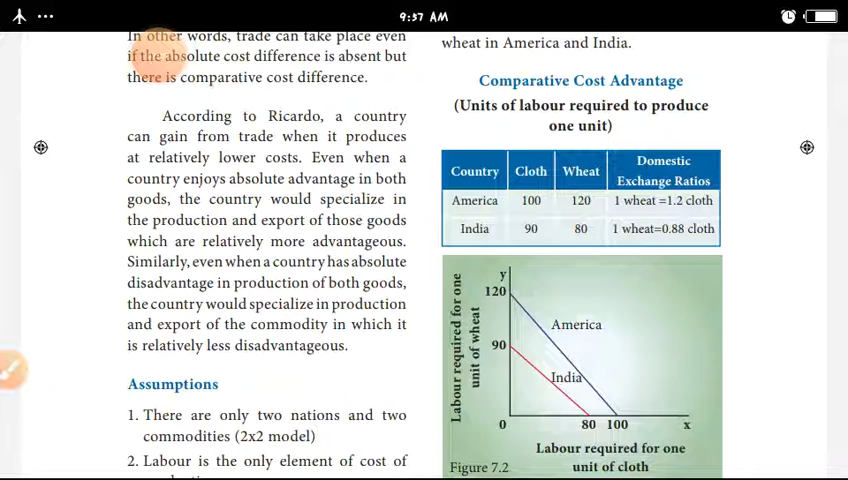 9:37 AM
In other words, trade can take place even
if the absolute cost difference is absent but
there is comparative cost difference.
According to Ricardo, a country
can gain from trade when it produces
at relatively lower costs. Even when a
country enjoys absolute advantage in both
goods, the country would specialize in
the production and export of those goods
which are relatively more advantageous.
Similarly, even when a country has absolute
disadvantage in production of both goods,
the country would specialize in production
and export of the commodity in which it
is relatively less disadvantageous.
Assumptions
1. There are only two nations and two
commodities (2x2 model)
2. Labour is the only element of cost of
wheat in America and India.
Comparative Cost Advantage
(Units of labour required to produce
one unit)
Country Cloth Wheat Domestic
Exchange Ratios
America 100 120 1 wheat =1.2 cloth
India 90 80 1 wheat=0.88 cloth
Labour required for one
unit of wheat
y
120
America
90
India
0 80 100 x
Labour required for one
unit of cloth
Figure 7.2